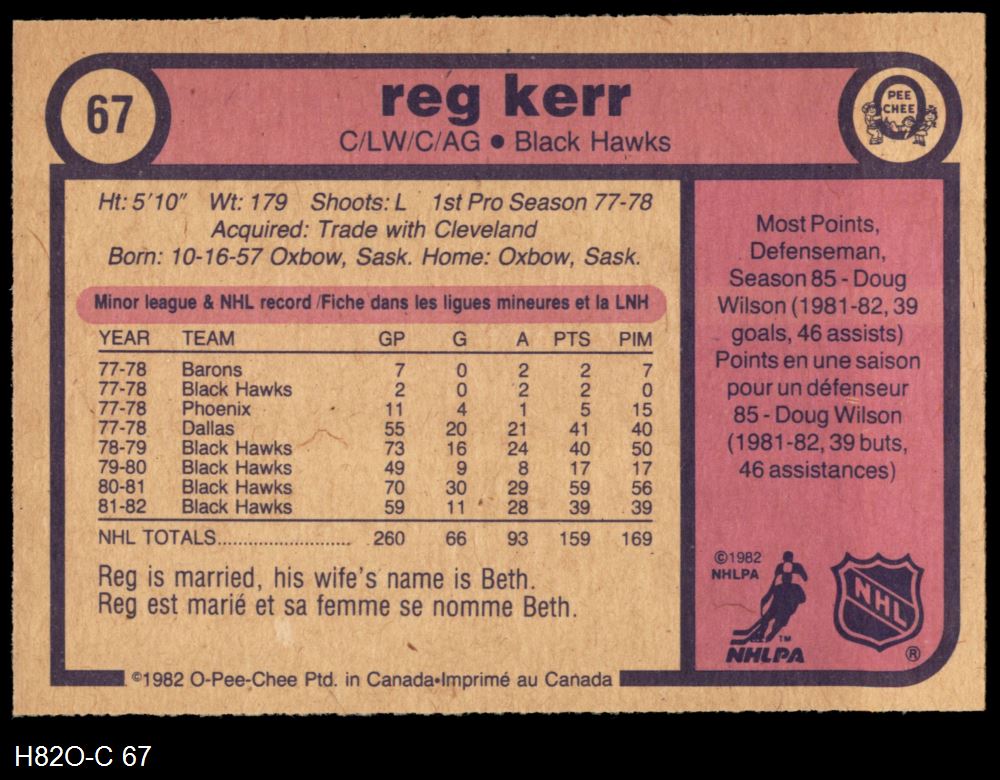 67
reg kerr
C/LW/C/AG • Black Hawks
PEE
CHEE
Ht: 5'10" Wt: 179 Shoots: L 1st Pro Season 77-78
Acquired: Trade with Cleveland
Born: 10-16-57 Oxbow, Sask. Home: Oxbow, Sask.
Minor league & NHL record /Fiche dans les ligues mineures et la LNH
YEAR TEAM GP G A PTS PIM
77-78 Barons 7 0 2 2 7
77-78 Black Hawks 2 0 2 2 0
77-78 Phoenix 11 4 1 5 15
77-78 Dallas 55 20 21 41 40
78-79 Black Hawks 73 16 24 40 50
79-80 Black Hawks 49 9 8 17 17
80-81 Black Hawks 70 30 29 59 56
81-82 Black Hawks 59 11 28 39 39
NHL TOTALS............................ 260 66 93 159 169
Reg is married, his wife's name is Beth.
Reg est marié et sa femme se nomme Beth.
©1982 O-Pee-Chee Ptd. in Canada•Imprimé au Canada
Most Points,
Defenseman,
Season 85 - Doug
Wilson (1981-82, 39
goals, 46 assists)
Points en une saison
pour un défenseur
85 - Doug Wilson
(1981-82, 39 buts,
46 assistances)
©1982
NHLPA
TM
NHLPA
NHL
®
H82O-C 67